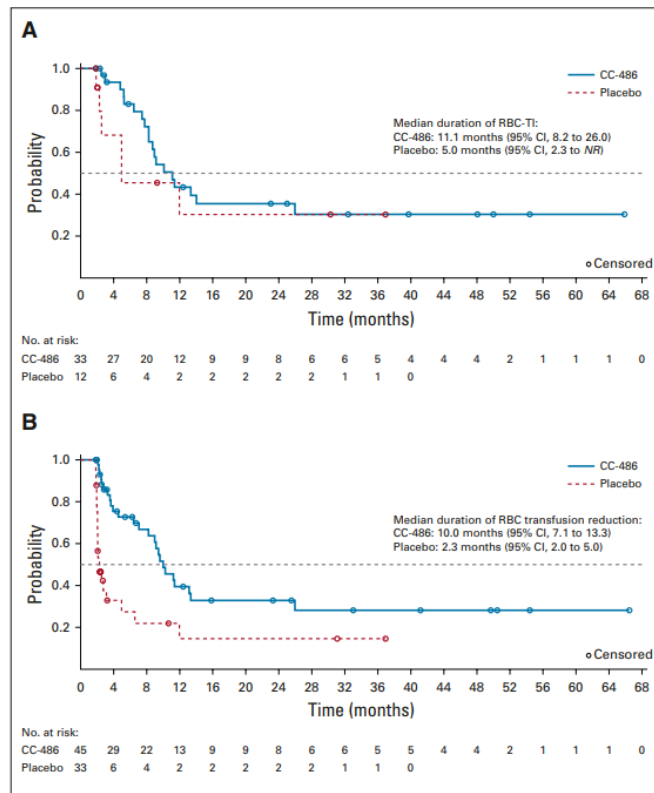 A
CC-486
Placebo
Median duration of RBC-TI:
CC-486: 11.1 months (95% CI, 8.2 to 26.0)
Placebo: 5.0 months (95% CI, 2.3 to NR)
Probability
1.0
0.8
0.6
0.4
0.2
Censored
0 4 8 12 16 20 24 28 32 36 40 44 48 52 56 60 64 68
Time (months)
No. at risk:
CC-486 33 27 20 12 9 9 8 6 6 5 4 4 4 2 1 1 1 0
Placebo 12 6 4 2 2 2 2 2 1 1 0
B
CC-486
Placebo
Median duration of RBC transfusion reduction:
CC-486: 10.0 months (95% CI, 7.1 to 13.3)
Placebo: 2.3 months (95% CI, 2.0 to 5.0)
Probability
1.0
0.8
0.6
0.4
0.2
Censored
0 4 8 12 16 20 24 28 32 36 40 44 48 52 56 60 64 68
Time (months)
No. at risk:
CC-486 45 29 22 13 9 9 8 6 6 5 5 4 4 2 1 1 1 0
Placebo 33 6 4 2 2 2 2 2 1 1 0